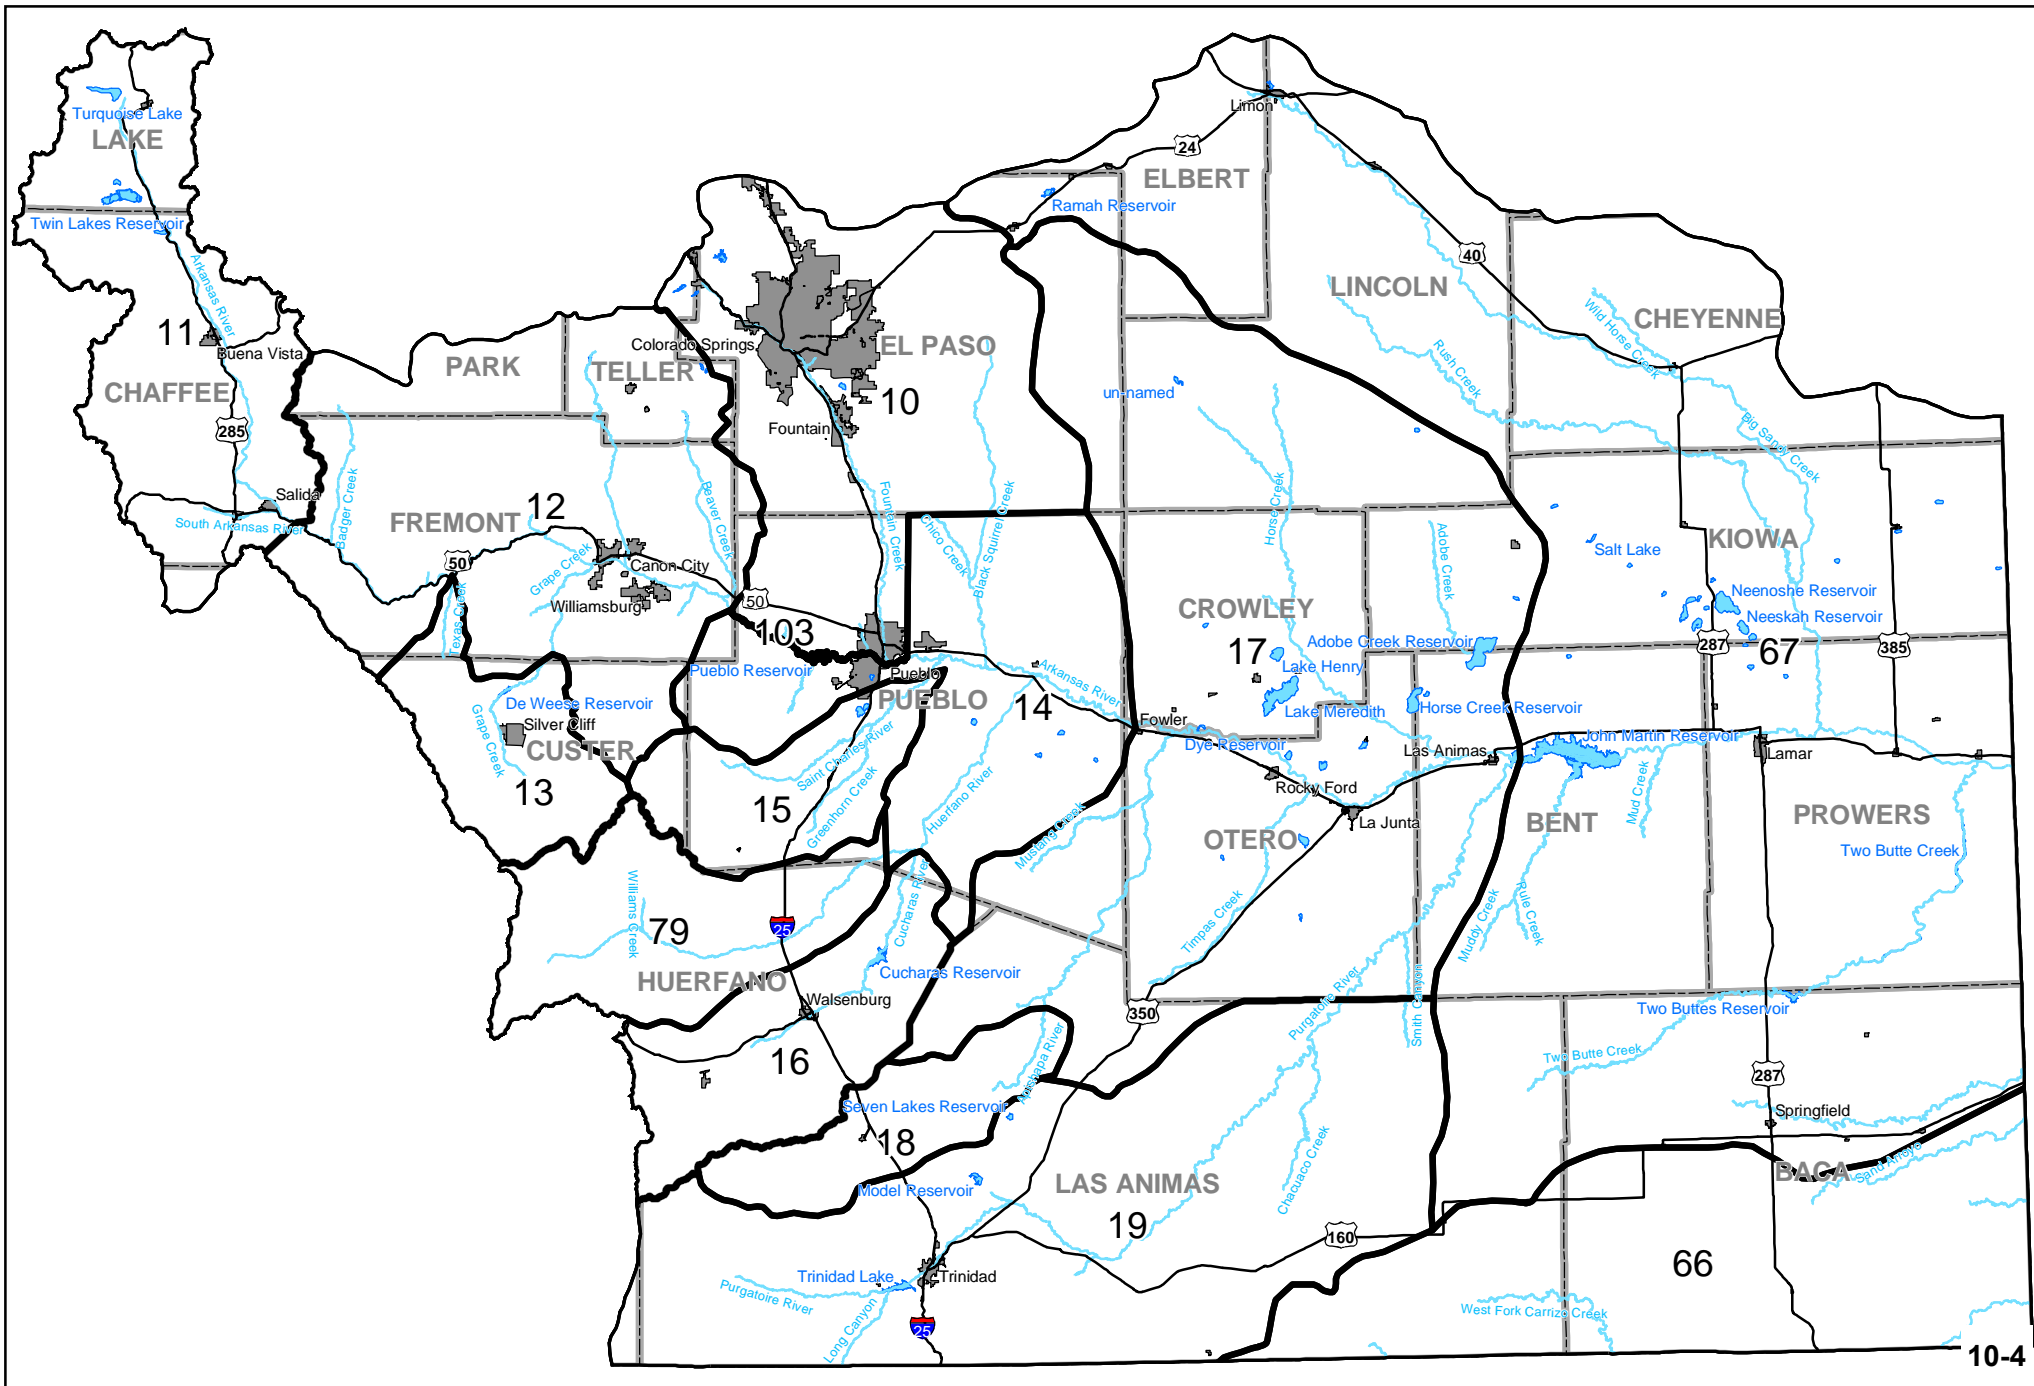 Turquoise Lake
LAKE
Twin Lakes Reservoir
Arkansas River
11
Buena Vista
CHAFFEE
285
Salida
South Arkansas River
PARK
TELLER
Badger Creek
12
FREMONT
50
Grape Creek
Canon City
Williamsburg
Texas Creek
Beaver Creek
Colorado Springs
EL PASO
10
Fountain
Fountain Creek
Chico Creek
Black Squirrel Creek
50
103
Pueblo Reservoir
Pueblo
PUEBLO
Arkansas River
14
De Weese Reservoir
Silver Cliff
Grape Creek
CUSTER
13
15
Saint Charles River
Greenhorn Creek
Huerfano River
Williams Creek
79
25
HUERFANO
Cucharas River
Cucharas Reservoir
Walsenburg
16
Seven Lakes Reservoir
18
Apishapa River
Model Reservoir
LAS ANIMAS
19
Trinidad Lake
Trinidad
Purgatoire River
Long Canyon
25
Limon
24
ELBERT
Ramah Reservoir
40
LINCOLN
Wild Horse Creek
CHEYENNE
Rush Creek
un-named
Big Sandy Creek
Horse Creek
Adobe Creek
Salt Lake
KIOWA
Neenoshe Reservoir
Neeskah Reservoir
CROWLEY
17
Adobe Creek Reservoir
287
67
385
Lake Henry
Lake Meredith
Horse Creek Reservoir
Fowler
Dye Reservoir
Las Animas
John Martin Reservoir
Lamar
Rocky Ford
La Junta
Mustang Creek
OTERO
BENT
Mud Creek
PROWERS
Two Butte Creek
Timpas Creek
Rule Creek
Muddy Creek
Smith Canyon
Purgatoire River
350
Two Buttes Reservoir
Two Butte Creek
287
Springfield
Chacuaco Creek
BACA
Sand Arroyo
160
66
West Fork Carrizo Creek
10-4